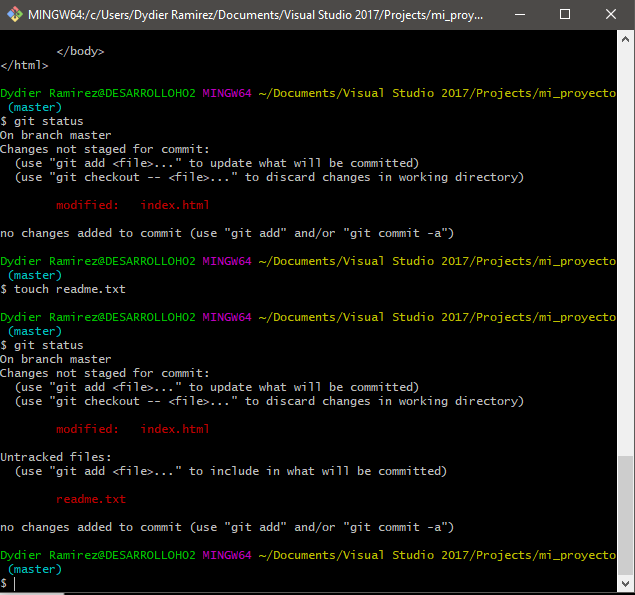 MINGW64:/c/Users/Dydier Ramirez/Documents/Visual Studio 2017/Projects/mi_proy...
        </body>
</html>
Dydier Ramirez@DESARROLLOH02 MINGW64 ~/Documents/Visual Studio 2017/Projects/mi_proyecto
 (master)
$ git status
On branch master
Changes not staged for commit:
  (use "git add <file>..." to update what will be committed)
  (use "git checkout -- <file>..." to discard changes in working directory)
        modified:   index.html
no changes added to commit (use "git add" and/or "git commit -a")
Dydier Ramirez@DESARROLLOH02 MINGW64 ~/Documents/Visual Studio 2017/Projects/mi_proyecto
 (master)
$ touch readme.txt
Dydier Ramirez@DESARROLLOH02 MINGW64 ~/Documents/Visual Studio 2017/Projects/mi_proyecto
 (master)
$ git status
On branch master
Changes not staged for commit:
  (use "git add <file>..." to update what will be committed)
  (use "git checkout -- <file>..." to discard changes in working directory)
        modified:   index.html
Untracked files:
  (use "git add <file>..." to include in what will be committed)
        readme.txt
no changes added to commit (use "git add" and/or "git commit -a")
Dydier Ramirez@DESARROLLOH02 MINGW64 ~/Documents/Visual Studio 2017/Projects/mi_proyecto
 (master)
$